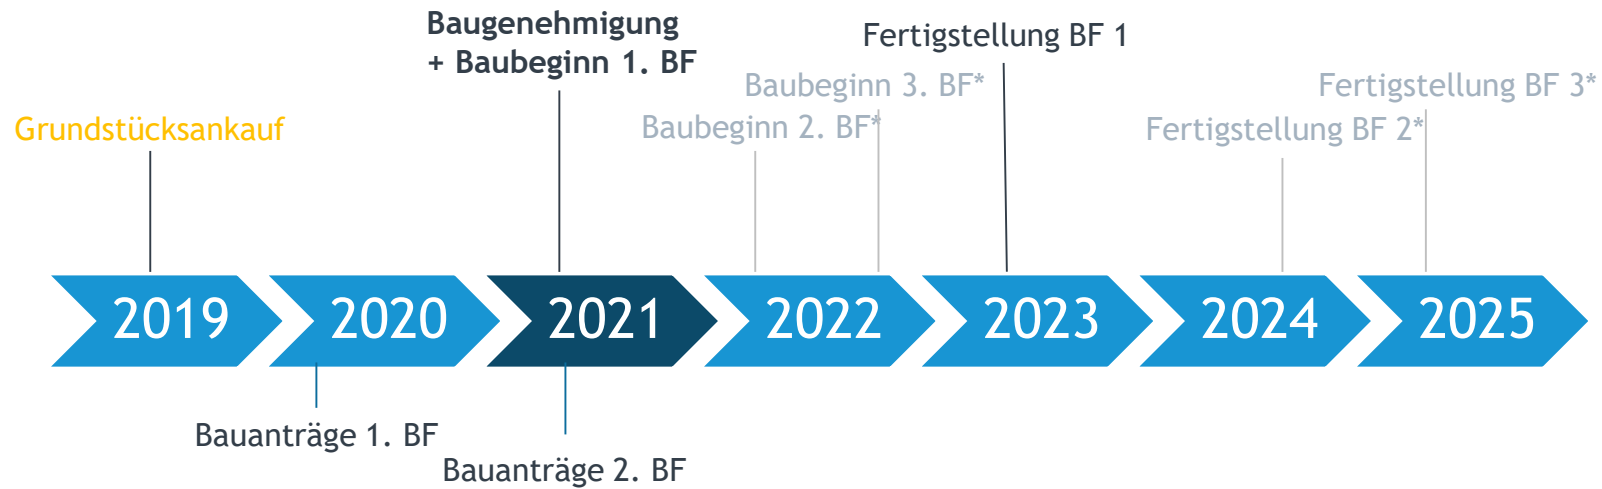 Baugenehmigung
+ Baubeginn 1. BF
Fertigstellung BF 1
Baubeginn 3. BF*
Fertigstellung BF 3*
Grundstücksankauf
Baubeginn 2. BF*
Fertigstellung BF 2*
2019
2020
2021
2022
2023
2024
2025
Bauanträge 1. BF
Bauanträge 2. BF